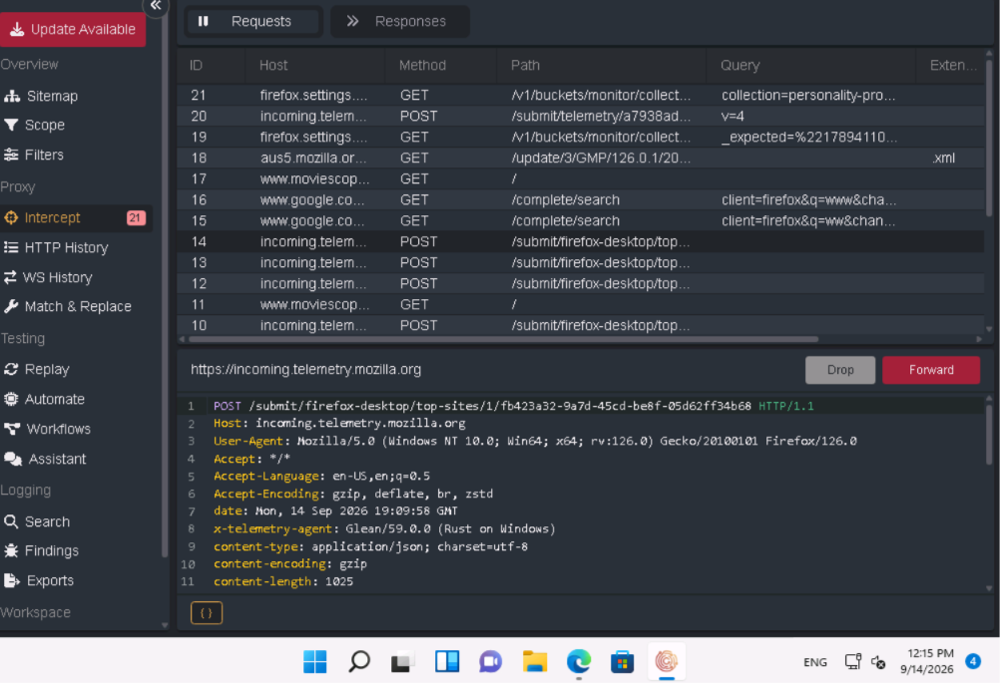 Update Available
Overview
Sitemap
Scope
Filters
Proxy
Intercept 21
HTTP History
WS History
Match & Replace
Testing
Replay
Automate
Workflows
Assistant
Logging
Search
Findings
Exports
Workspace
Requests Responses
ID Host Method Path Query Exten...
21 firefox.settings.... GET /v1/buckets/monitor/collect... collection=personality-pro...
20 incoming.telem... POST /submit/telemetry/a7938ad... v=4
19 firefox.settings.... GET /v1/buckets/monitor/collect... _expected=%2217894110...
18 aus5.mozilla.or... GET /update/3/GMP/126.0.1/20... .xml
17 www.moviescop... GET /
16 www.google.co... GET /complete/search client=firefox&q=www&cha...
15 www.google.co... GET /complete/search client=firefox&q=ww&chan...
14 incoming.telem... POST /submit/firefox-desktop/top...
13 incoming.telem... POST /submit/firefox-desktop/top...
12 incoming.telem... POST /submit/firefox-desktop/top...
11 www.moviescop... GET /
10 incoming.telem... POST /submit/firefox-desktop/top...
https://incoming.telemetry.mozilla.org Drop Forward
1 POST /submit/firefox-desktop/top-sites/1/fb423a32-9a7d-45cd-be8f-05d62ff34b68 HTTP/1.1
2 Host: incoming.telemetry.mozilla.org
3 User-Agent: Mozilla/5.0 (Windows NT 10.0; Win64; x64; rv:126.0) Gecko/20100101 Firefox/126.0
4 Accept: */*
5 Accept-Language: en-US,en;q=0.5
6 Accept-Encoding: gzip, deflate, br, zstd
7 date: Mon, 14 Sep 2026 19:09:58 GMT
8 x-telemetry-agent: Glean/59.0.0 (Rust on Windows)
9 content-type: application/json; charset=utf-8
10 content-encoding: gzip
11 content-length: 1025
{}
ENG 12:15 PM
9/14/2026 4